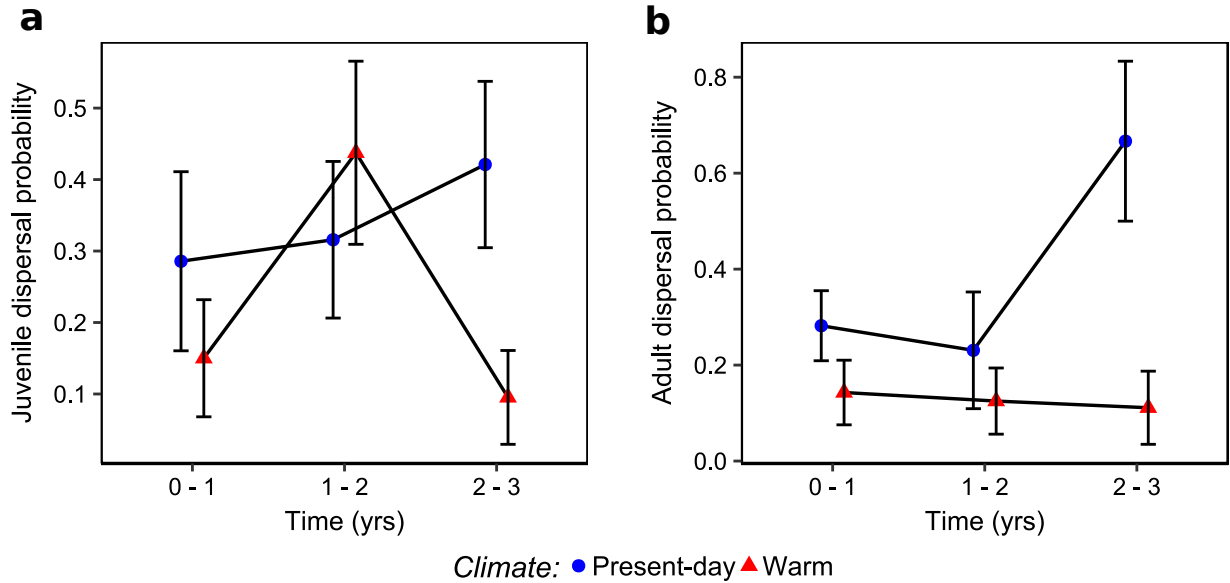 a
Juvenile dispersal probability
0.5
0.4
0.3
0.2
0.1
0 - 1
1 - 2
2 - 3
Time (yrs)
b
Adult dispersal probability
0.8
0.6
0.4
0.2
0.0
0 - 1
1 - 2
2 - 3
Time (yrs)
Climate: Present-day Warm